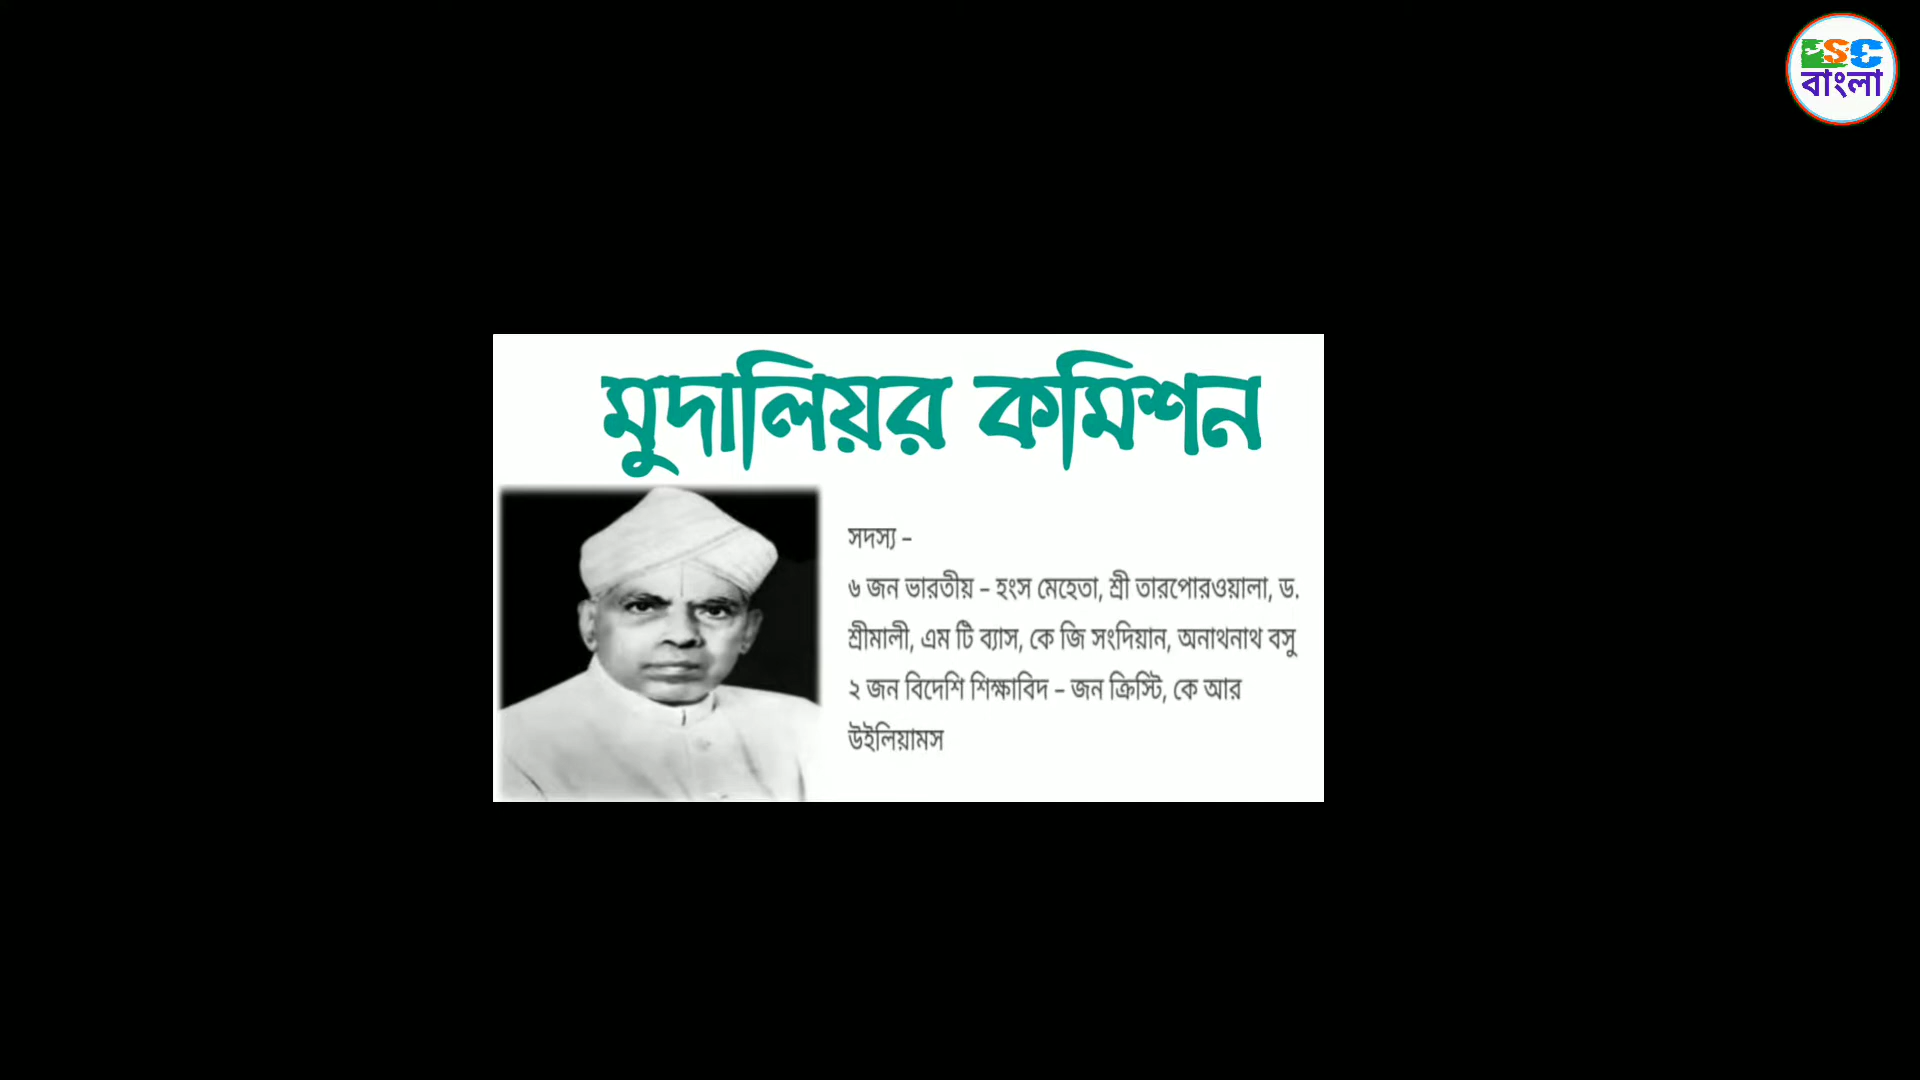 ESC
বাংলা
মুদালিয়র কমিশন
সদস্য –
৬ জন ভারতীয় – হংস মেহেতা, শ্রী তারপোরওয়ালা, ড.
শ্রীমালী, এম টি ব্যাস, কে জি সংদিয়ান, অনাথনাথ বসু
২ জন বিদেশি শিক্ষাবিদ – জন ক্রিস্টি, কে আর
উইলিয়ামস